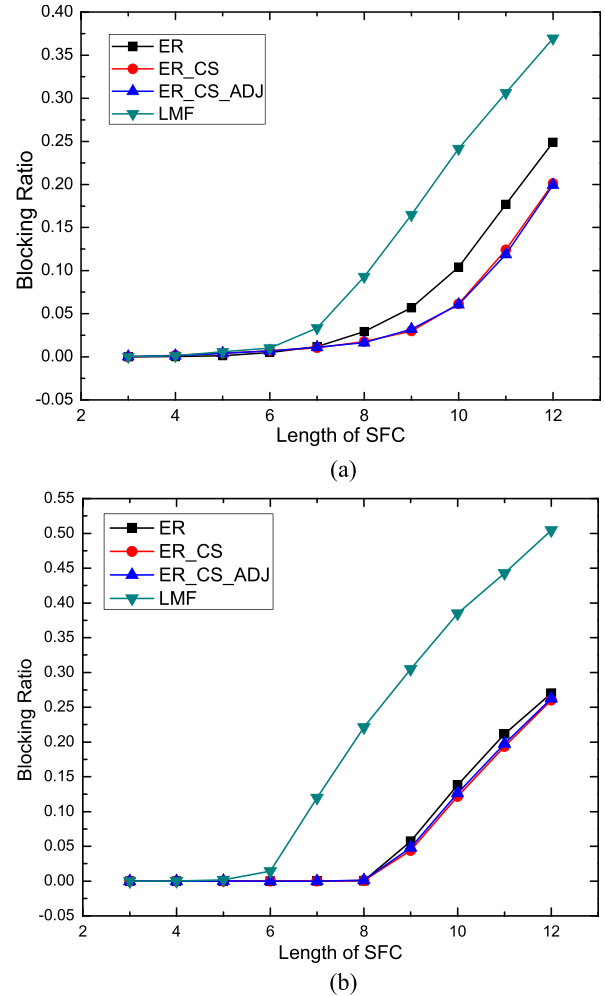 0.40
0.35
0.30
0.25
0.20
0.15
0.10
0.05
0.00
-0.05
Blocking Ratio
ER
ER_CS
ER_CS_ADJ
LMF
2 4 6 8 10 12
Length of SFC
(a)
0.55
0.50
0.45
0.40
0.35
0.30
0.25
0.20
0.15
0.10
0.05
0.00
-0.05
Blocking Ratio
ER
ER_CS
ER_CS_ADJ
LMF
2 4 6 8 10 12
Length of SFC
(b)